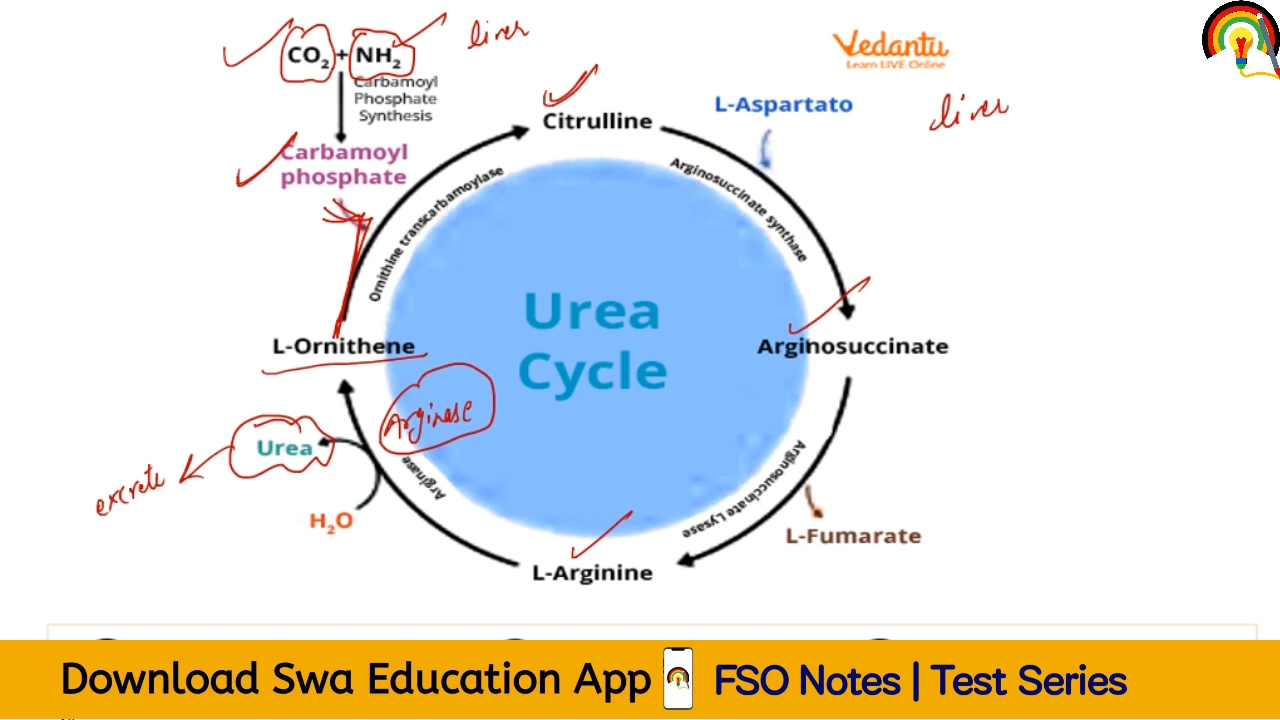 CO₂ + NH₂
liver
Vedantu
Learn LIVE Online
Carbamoyl
Phosphate
Synthesis
Citrulline
L-Aspartato
liver
Carbamoyl
phosphate
Ornithine transcarbamoylase
Arginosuccinate synthase
Urea
Cycle
L-Ornithene
Arginosuccinate
Arginase
Urea
excrete
Arginase
Arginosuccinate Lysase
H₂O
L-Fumarate
L-Arginine
Download Swa Education App
FSO Notes | Test Series